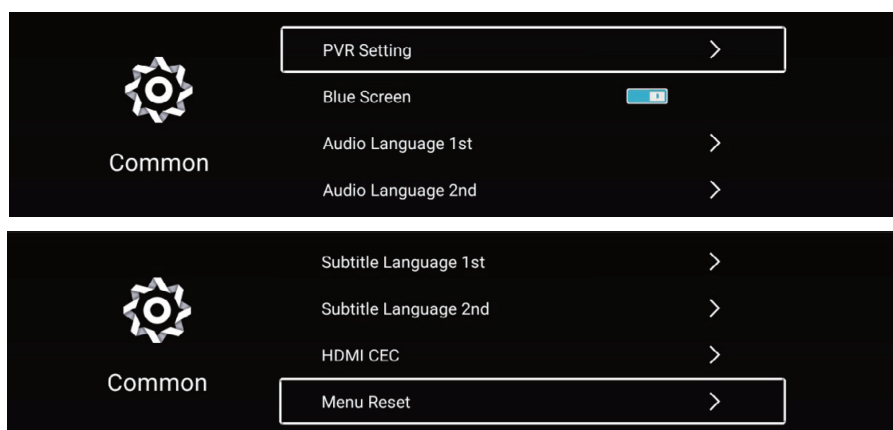 PVR Setting
Blue Screen
Audio Language 1st
Common
Audio Language 2nd
Subtitle Language 1st
Subtitle Language 2nd
HDMI CEC
Common
Menu Reset